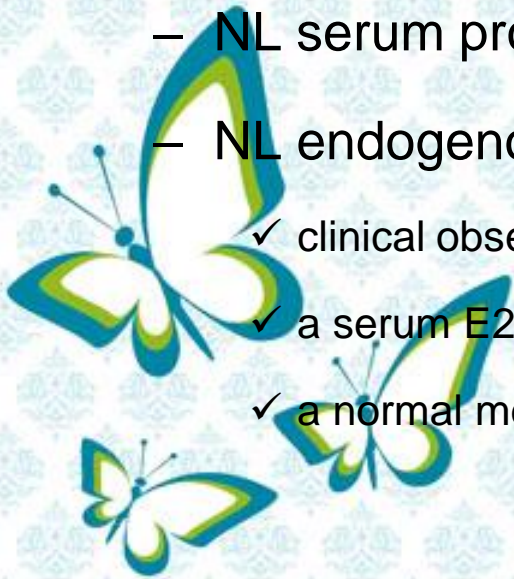 – NL serum pro
– NL endogeno
✓ clinical obse
✓ a serum E2
✓ a normal me